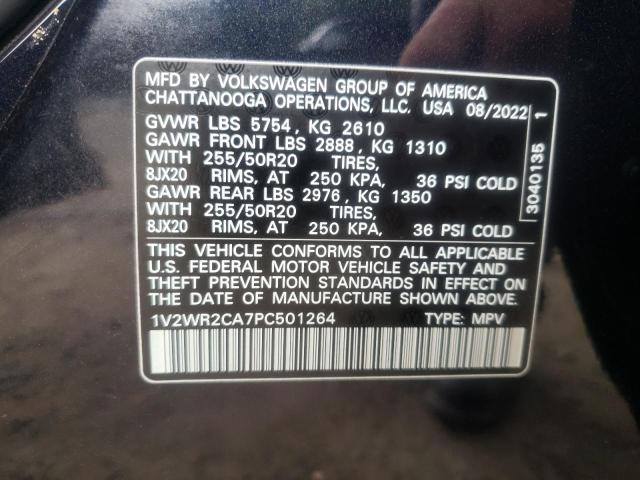 MFD BY VOLKSWAGEN GROUP OF AMERICA
CHATTANOOGA OPERATIONS, LLC, USA 08/2022
GVWR LBS 5754, KG 2610
GAWR FRONT LBS 2888, KG 1310
WITH 255/50R20 TIRES,
8JX20 RIMS, AT 250 KPA, 36 PSI COLD
GAWR REAR LBS 2976, KG 1350
WITH 255/50R20 TIRES,
8JX20 RIMS, AT 250 KPA, 36 PSI COLD
THIS VEHICLE CONFORMS TO ALL APPLICABLE
U.S. FEDERAL MOTOR VEHICLE SAFETY AND
THEFT PREVENTION STANDARDS IN EFFECT ON
THE DATE OF MANUFACTURE SHOWN ABOVE.
1V2WR2CA7PC501264 TYPE: MPV
3040135 1